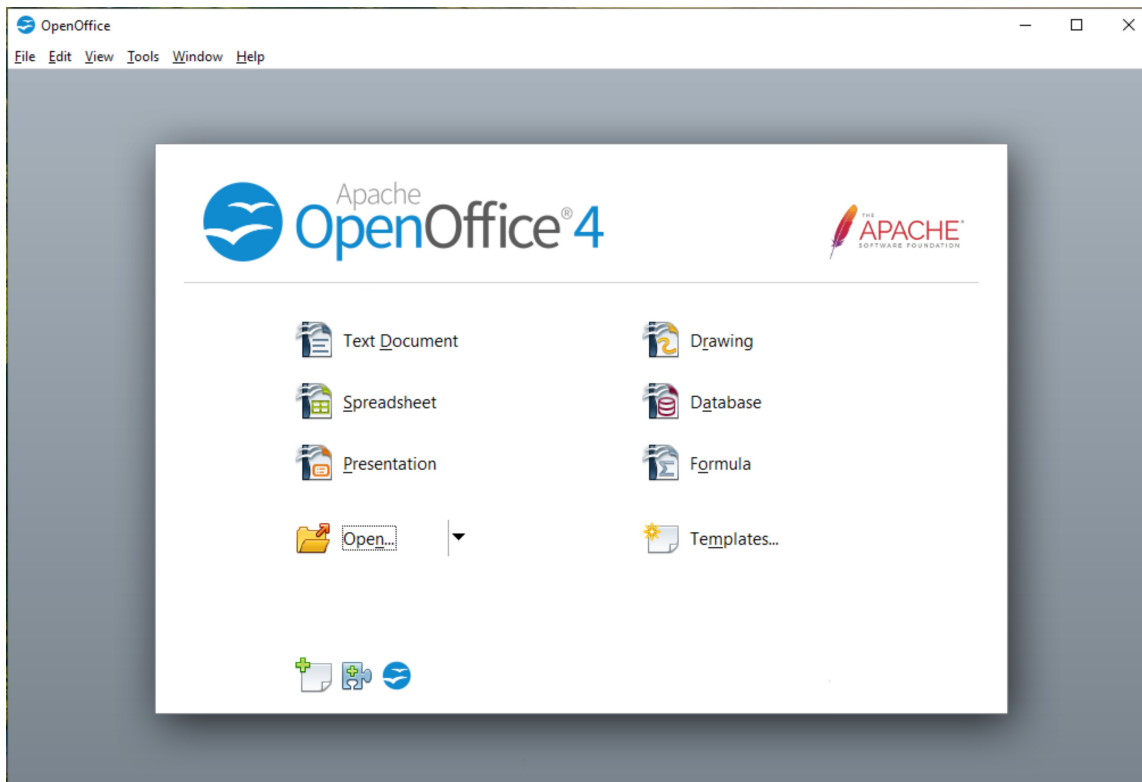 OpenOffice
File Edit View Tools Window Help
Apache
OpenOffice® 4
THE
APACHE®
SOFTWARE FOUNDATION
Text Document
Drawing
Spreadsheet
Database
Presentation
Formula
Open...
Templates...